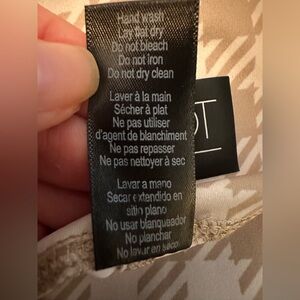 Hand wash
Lay flat dry
Do not bleach
Do not iron
Do not dry clean
Laver à la main
Sécher à plat
Ne pas utiliser
d'agent de blanchiment
Ne pas repasser
Ne pas nettoyer à sec
Lavar a mano
Secar extendido en
sitio plano
No usar blanqueador
No planchar
No lavar en seco
OT